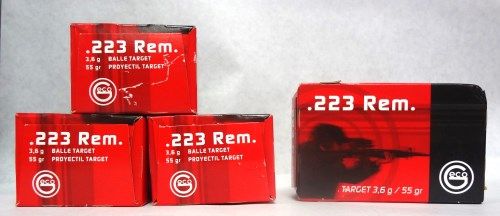 .223 Rem.
3,6 g BALLE TARGET
55 gr PROYECTIL TARGET
Geco
.223 Rem.
3,6 g BALLE TARGET
55 gr PROYECTIL TARGET
Geco
.223 Rem.
3,6 g BALLE TARGET
55 gr PROYECTIL TARGET
Geco
.223 Rem.
TARGET 3,6 g / 55 gr
Geco